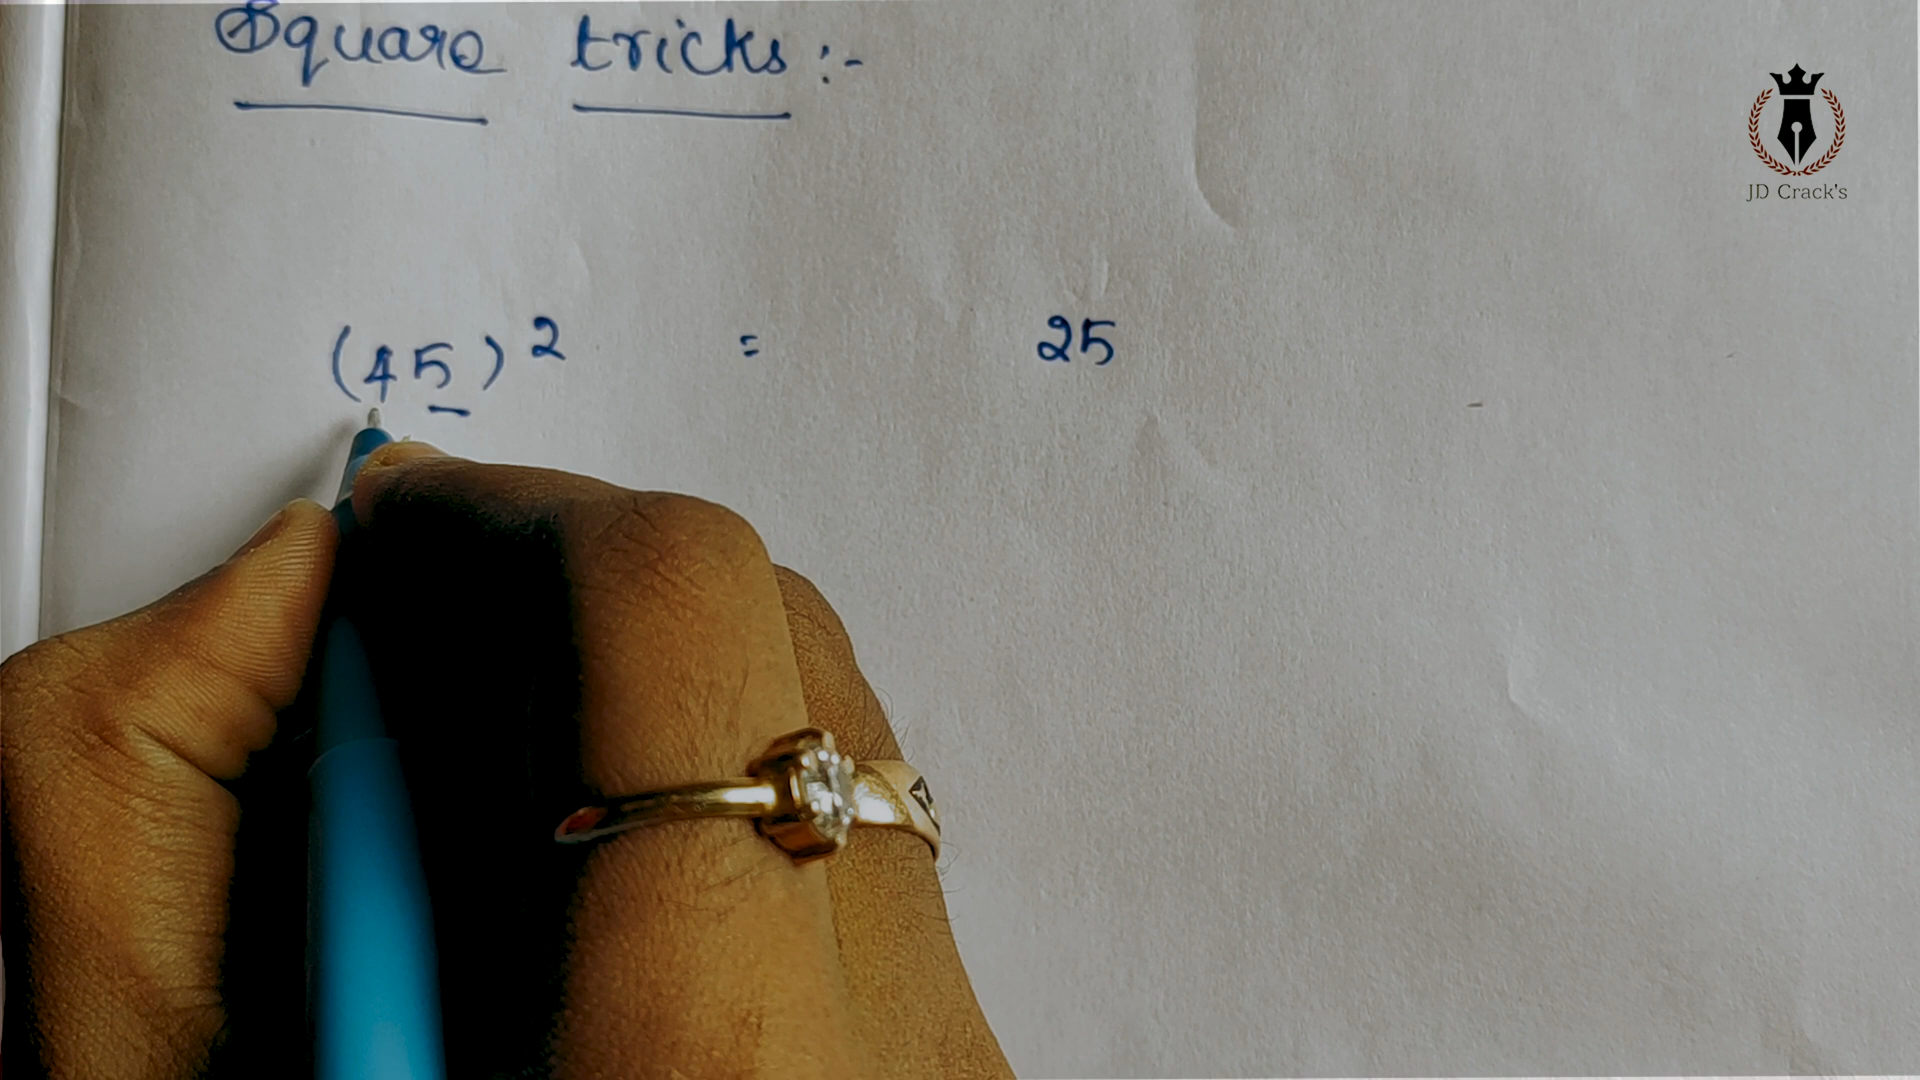 Square tricks :-
JD Crack's
(45)² = 25